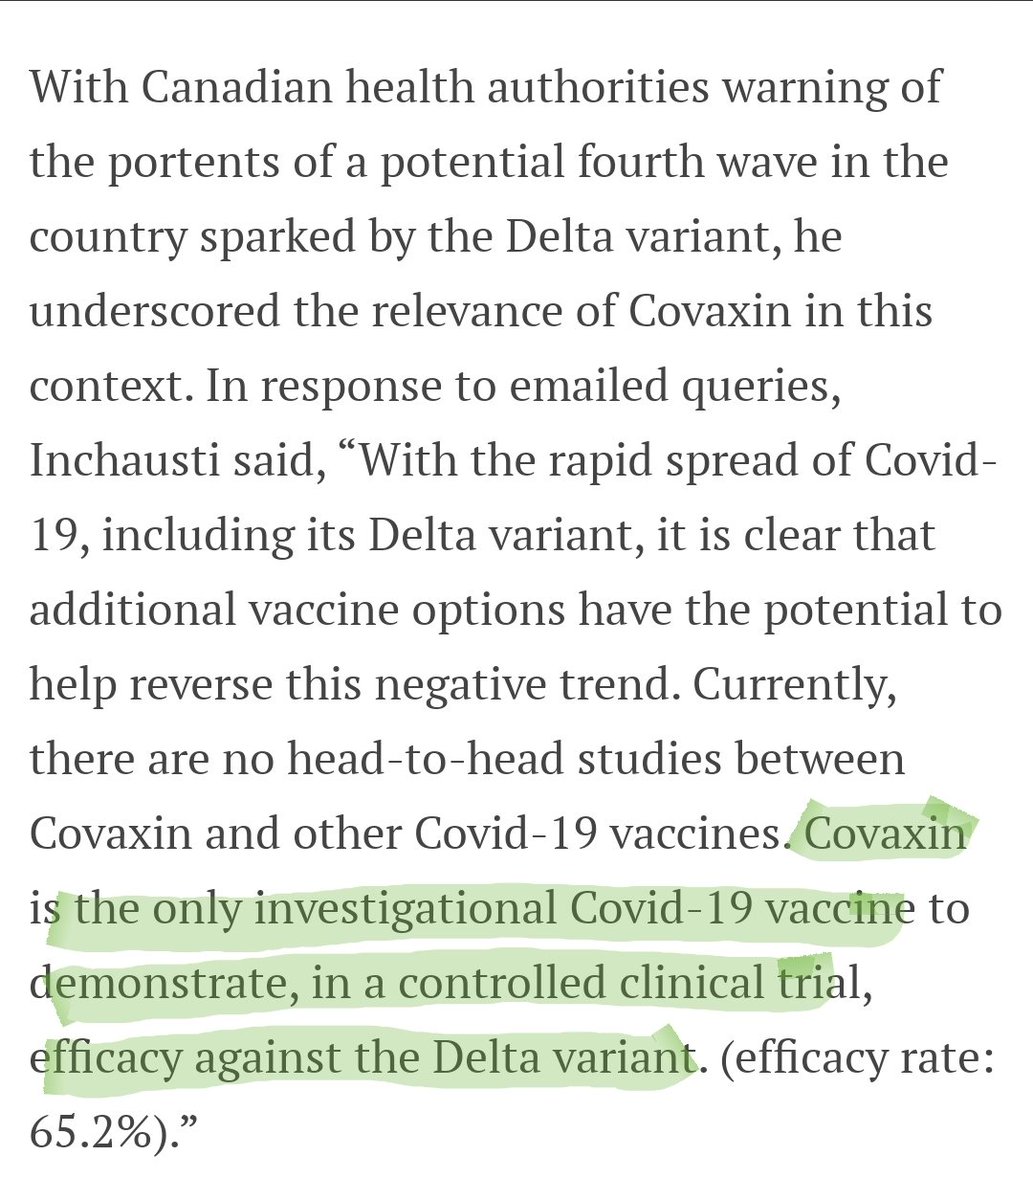 With Canadian health authorities warning of
the portents of a potential fourth wave in the
country sparked by the Delta variant, he
underscored the relevance of Covaxin in this
context. In response to emailed queries,
Inchausti said, “With the rapid spread of Covid-
19, including its Delta variant, it is clear that
additional vaccine options have the potential to
help reverse this negative trend. Currently,
there are no head-to-head studies between
Covaxin and other Covid-19 vaccines. Covaxin
is the only investigational Covid-19 vaccine to
demonstrate, in a controlled clinical trial,
efficacy against the Delta variant. (efficacy rate:
65.2%).”